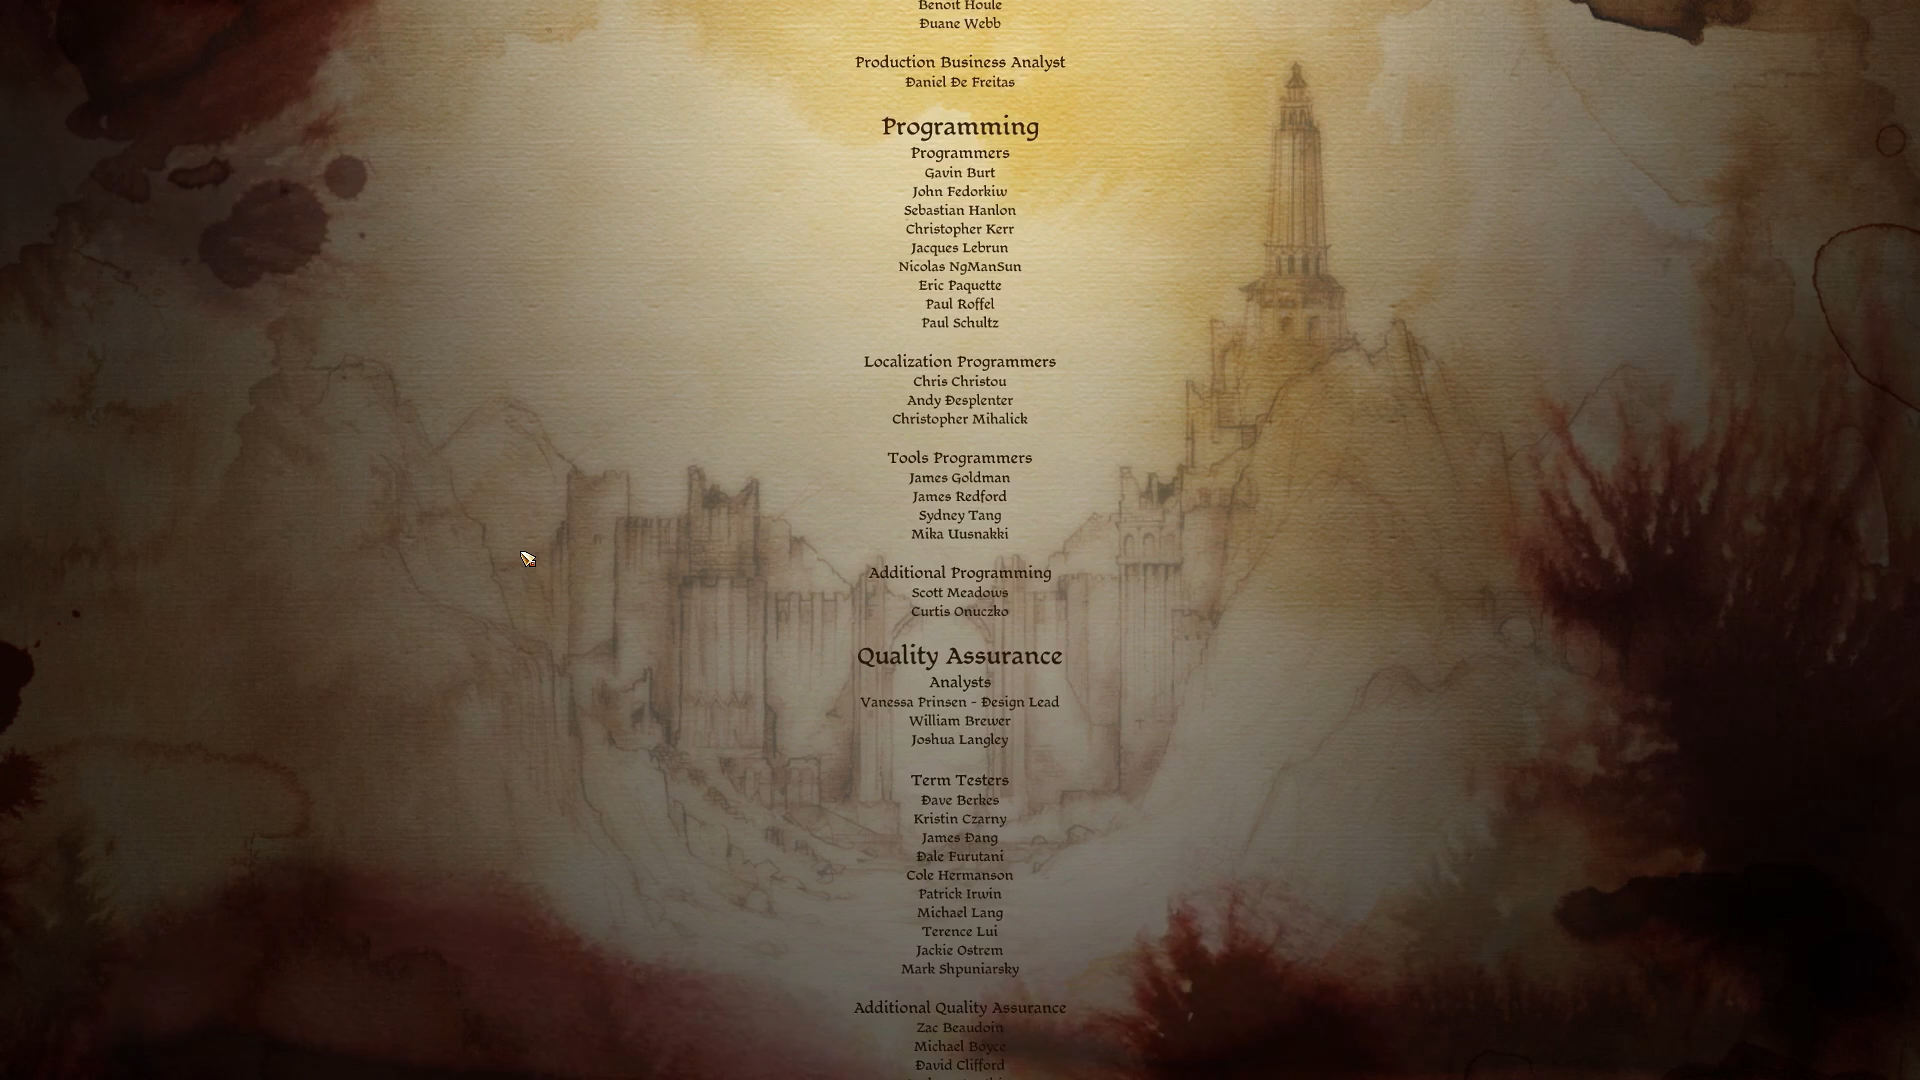 Benoit Houle
Duane Webb
Production Business Analyst
Daniel De Freitas
Programming
Programmers
Gavin Burt
John Fedorkiw
Sebastian Hanlon
Christopher Kerr
Jacques Lebrun
Nicolas NgManSun
Eric Paquette
Paul Roffel
Paul Schultz
Localization Programmers
Chris Christou
Andy Desplenter
Christopher Mihalick
Tools Programmers
James Goldman
James Redford
Sydney Tang
Mika Uusnakki
Additional Programming
Scott Meadows
Curtis Onuczko
Quality Assurance
Analysts
Vanessa Prinsen - Design Lead
William Brewer
Joshua Langley
Term Testers
Dave Berkes
Kristin Czarny
James Dang
Dale Furutani
Cole Hermanson
Patrick Irwin
Michael Lang
Terence Lui
Jackie Ostrem
Mark Shpuniarsky
Additional Quality Assurance
Zac Beaudoin
Michael Boyce
David Clifford